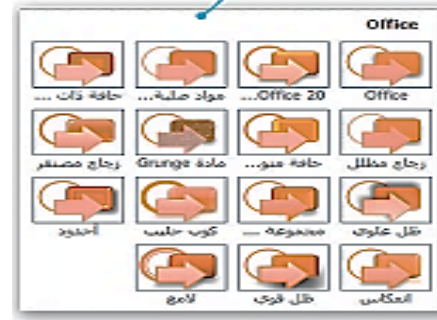 Office
Office Office 20... مواد صلبة... حافة ذات ...
زجاج مظلل حافة متو... مادة Grunge زجاج مصنفر
ظل علوي مجموعة ... كوب حليب أخدود
انعكاس ظل قوي لامع